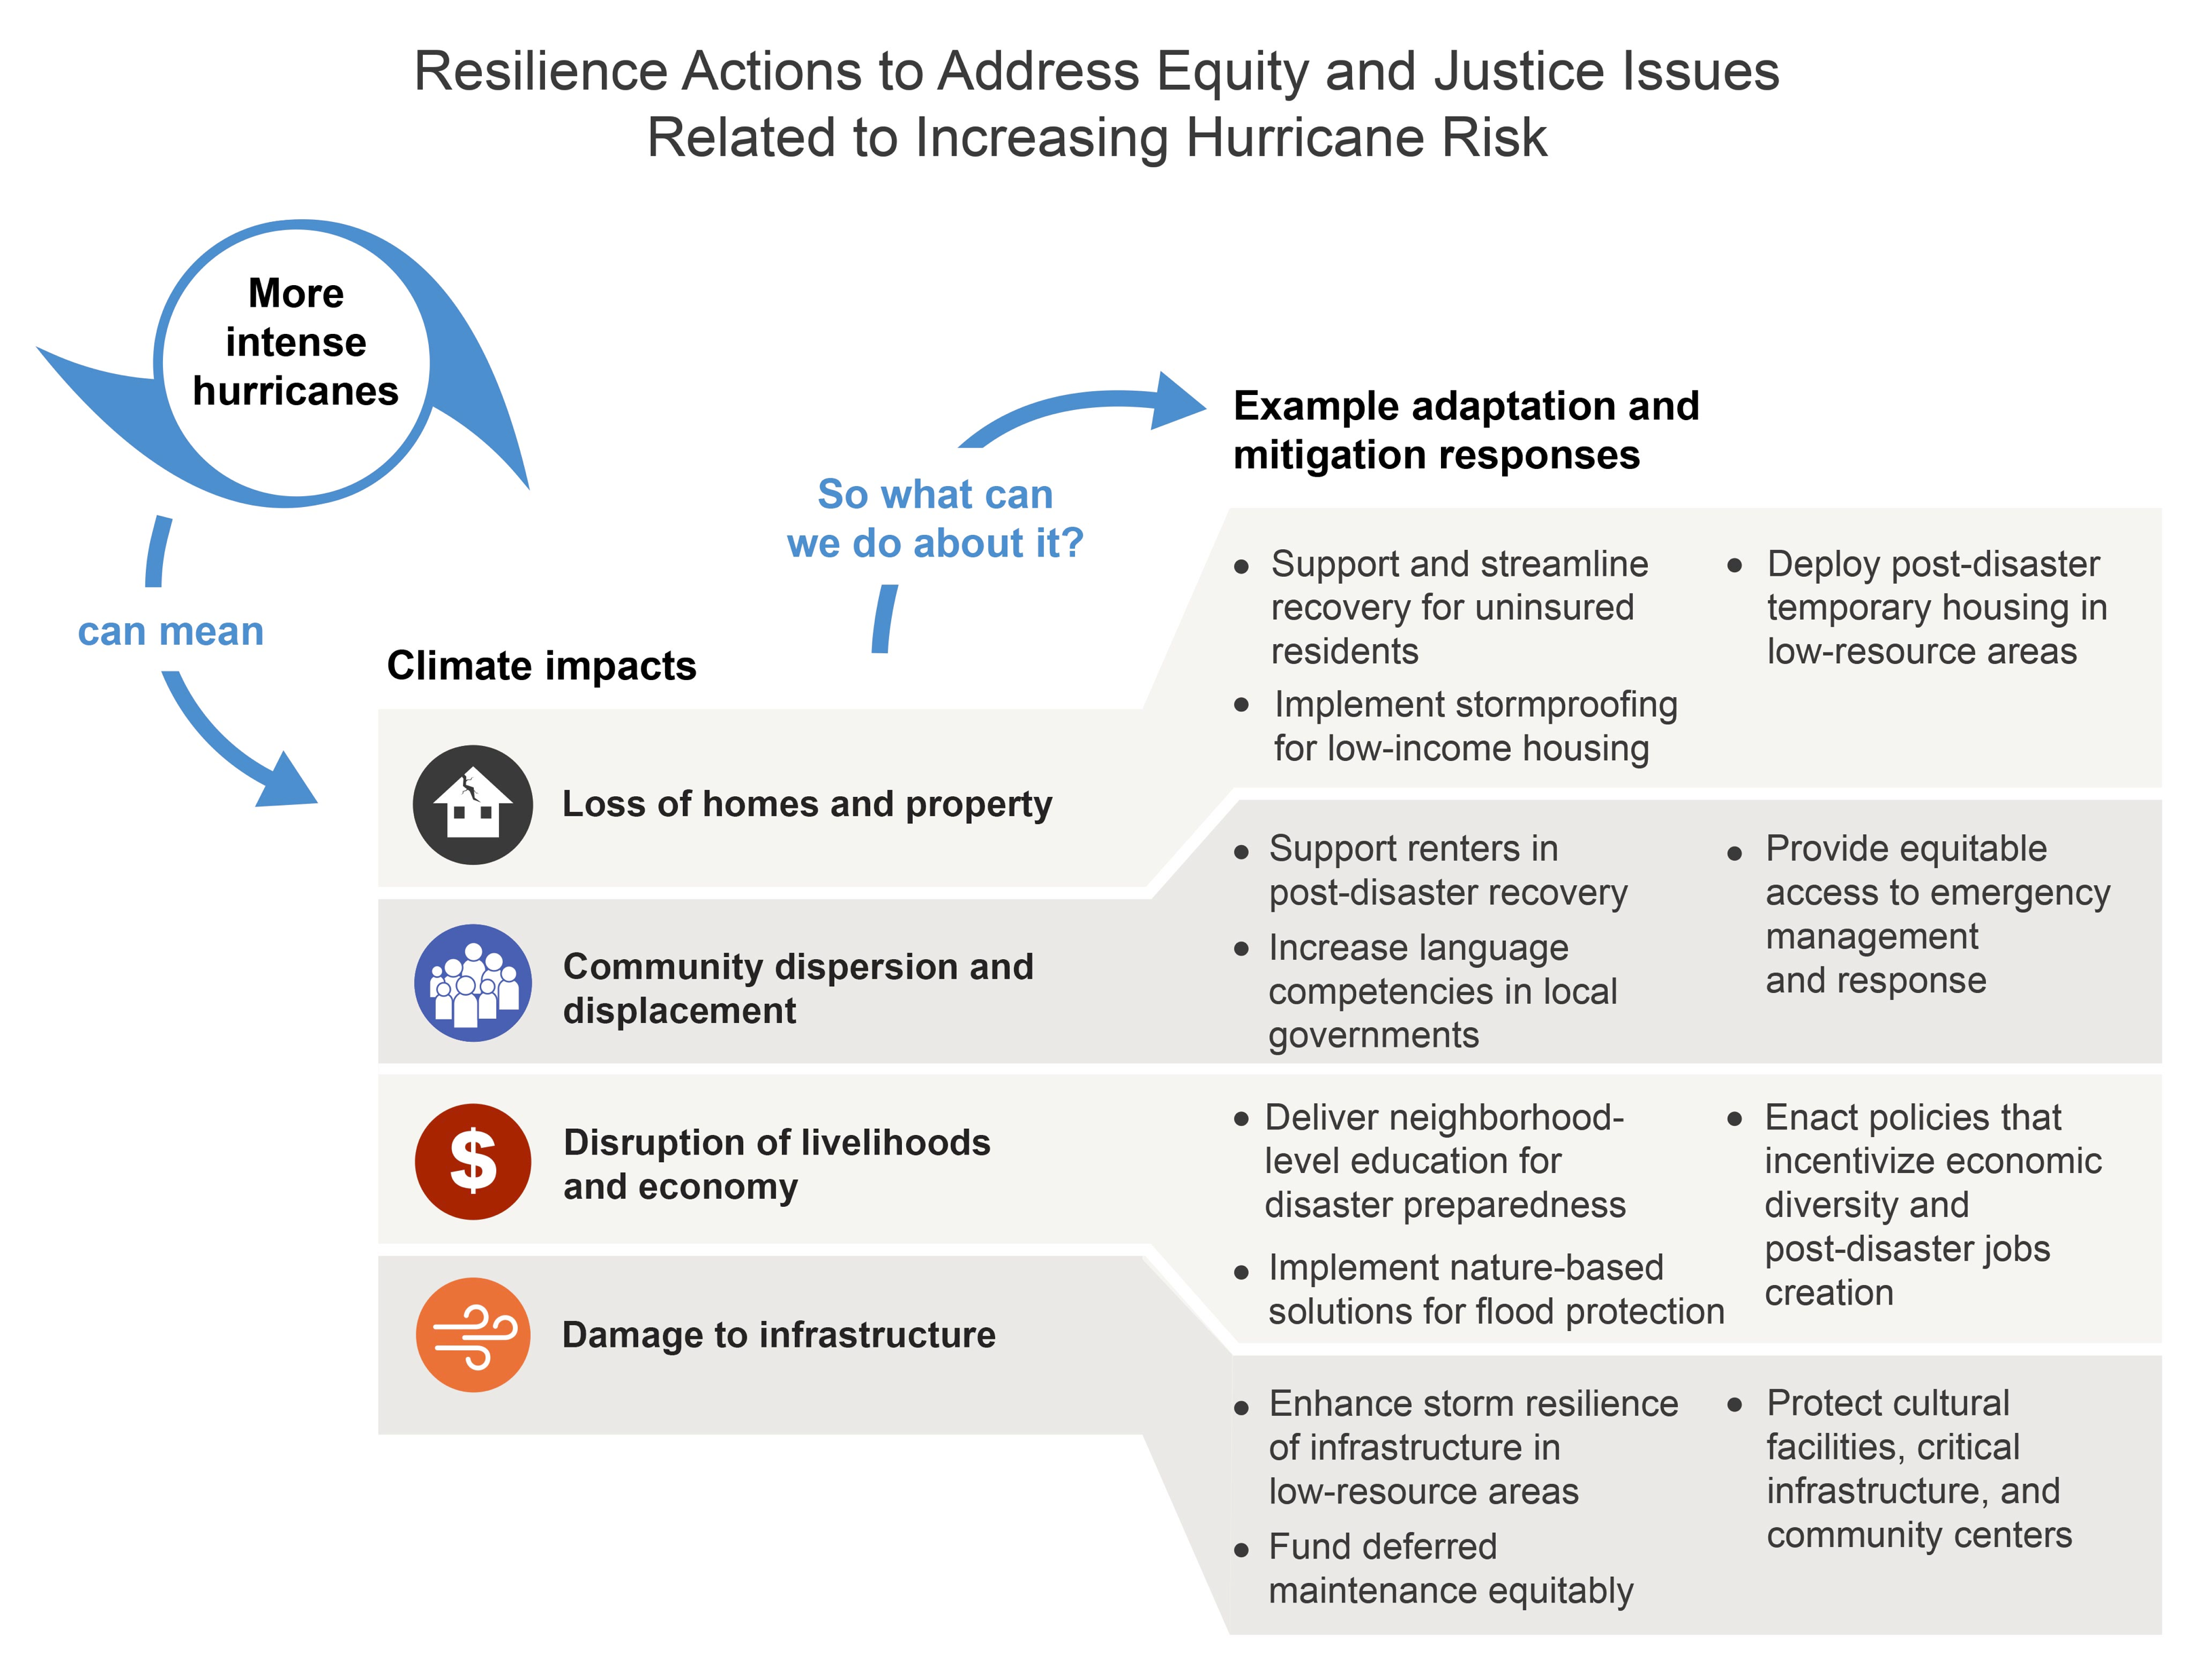 Resilience Actions to Address Equity and Justice Issues
Related to Increasing Hurricane Risk
More
intense
hurricanes
can mean
Climate impacts
So what can
we do about it?
Example adaptation and
mitigation responses
Loss of homes and property
• Support and streamline
recovery for uninsured
residents
• Implement stormproofing
for low-income housing
• Deploy post-disaster
temporary housing in
low-resource areas
Community dispersion and
displacement
• Support renters in
post-disaster recovery
• Increase language
competencies in local
governments
• Provide equitable
access to emergency
management
and response
$
Disruption of livelihoods
and economy
• Deliver neighborhood-
level education for
disaster preparedness
• Implement nature-based
solutions for flood protection
• Enact policies that
incentivize economic
diversity and
post-disaster jobs
creation
Damage to infrastructure
• Enhance storm resilience
of infrastructure in
low-resource areas
• Fund deferred
maintenance equitably
• Protect cultural
facilities, critical
infrastructure, and
community centers